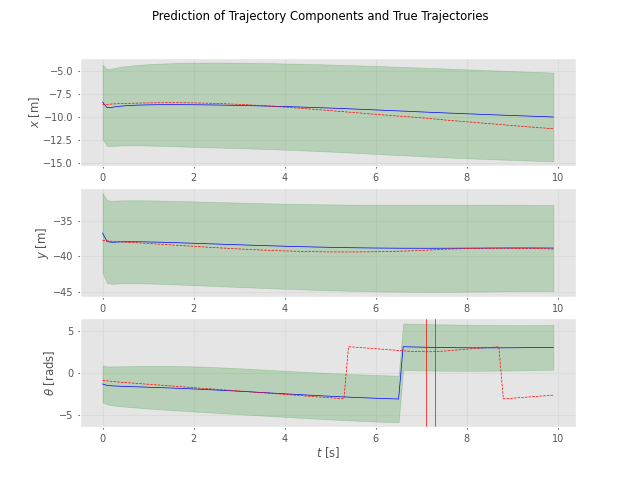 Prediction of Trajectory Components and True Trajectories
−5.0
−7.5
−10.0
−12.5
−15.0
x [m]
0 2 4 6 8 10
−35
−40
−45
y [m]
0 2 4 6 8 10
5
0
−5
θ [rads]
0 2 4 6 8 10
t [s]